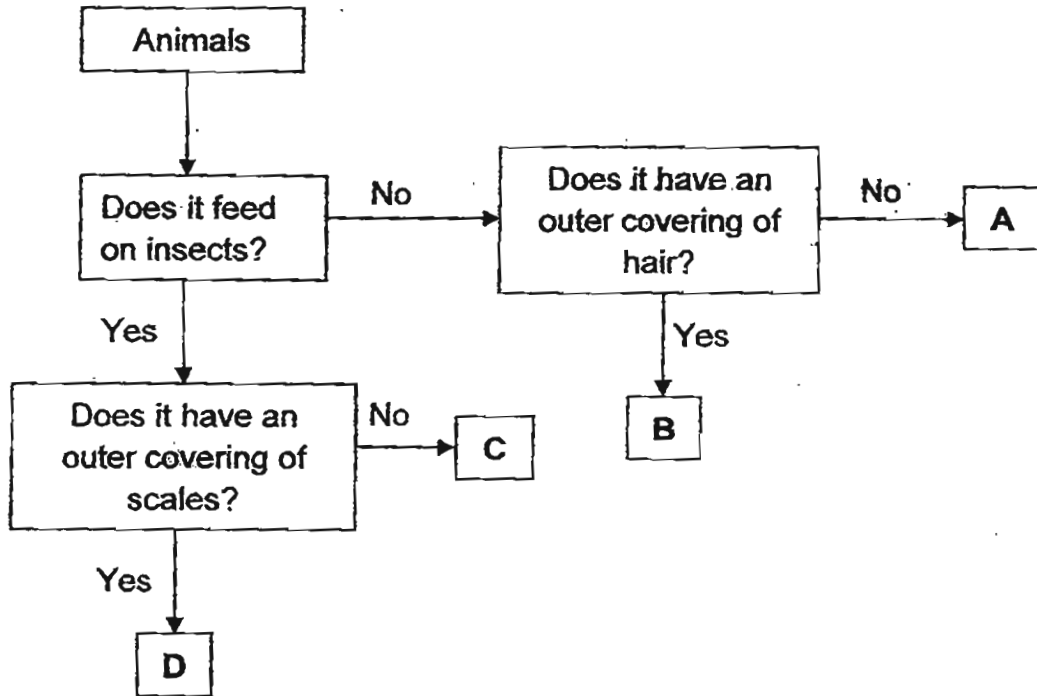 Animals
Does it feed
on insects?
No
Does it have an
outer covering of
hair?
No
A
Yes
Yes
B
Does it have an
outer covering of
scales?
No
C
Yes
D